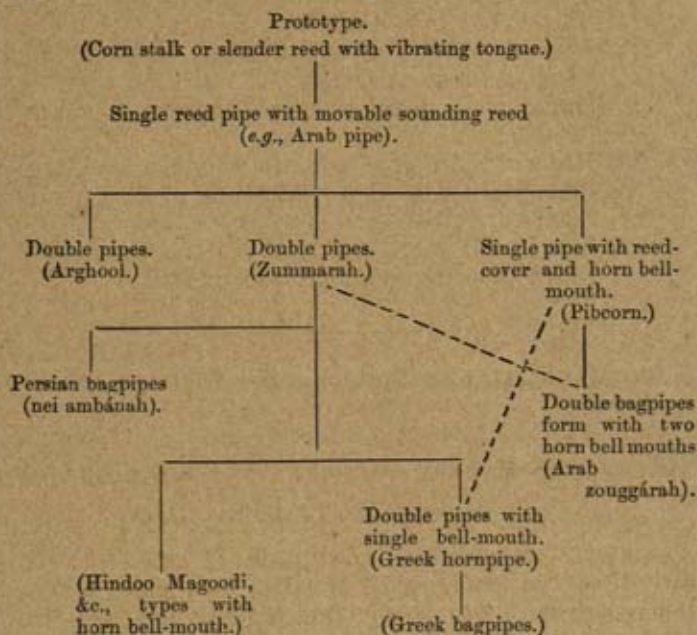 Prototype.
(Corn stalk or slender reed with vibrating tongue.)
Single reed pipe with movable sounding reed
(e.g., Arab pipe).
Double pipes.
(Arghool.)
Double pipes.
(Zummarah.)
Single pipe with reed-
cover and horn bell-
mouth.
(Pibcorn.)
Persian bagpipes
(nei ambánah).
Double bagpipes
form with two
horn bell mouths
(Arab
zouggárah).
Double pipes with
single bell-mouth.
(Greek hornpipe.)
(Hindoo Magoodi,
&c., types with
horn bell-mouth.)
(Greek bagpipes.)